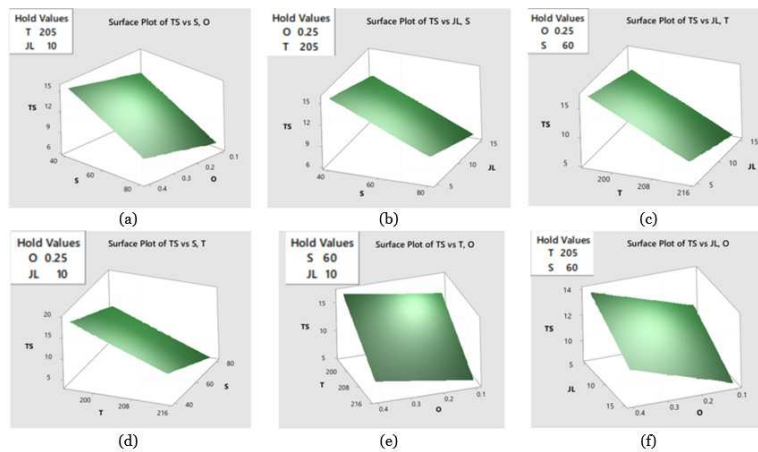 Hold Values
T 205
JL 10
Surface Plot of TS vs S, O
15
12
TS
9
6
40
60
S
80
0.4
0.3
0.2
O
0.1
(a)
Hold Values
O 0.25
T 205
Surface Plot of TS vs JL, S
15
12
TS
9
6
40
60
S
80
5
10
JL
15
(b)
Hold Values
O 0.25
S 60
Surface Plot of TS vs JL, T
15
TS
10
5
200
208
T
216
5
10
JL
15
(c)
Hold Values
O 0.25
JL 10
Surface Plot of TS vs S, T
20
15
TS
10
5
200
208
T
216
40
60
S
80
(d)
Hold Values
S 60
JL 10
Surface Plot of TS vs T, O
15
TS
10
5
200
T
208
216
0.4
0.3
O
0.2
0.1
(e)
Hold Values
T 205
S 60
Surface Plot of TS vs JL, O
14
12
TS
10
5
JL
10
15
0.4
0.3
O
0.2
0.1
(f)